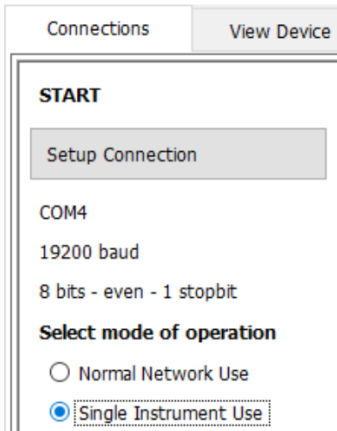 Connections
View Device
START
Setup Connection
COM4
19200 baud
8 bits - even - 1 stopbit
Select mode of operation
Normal Network Use
Single Instrument Use